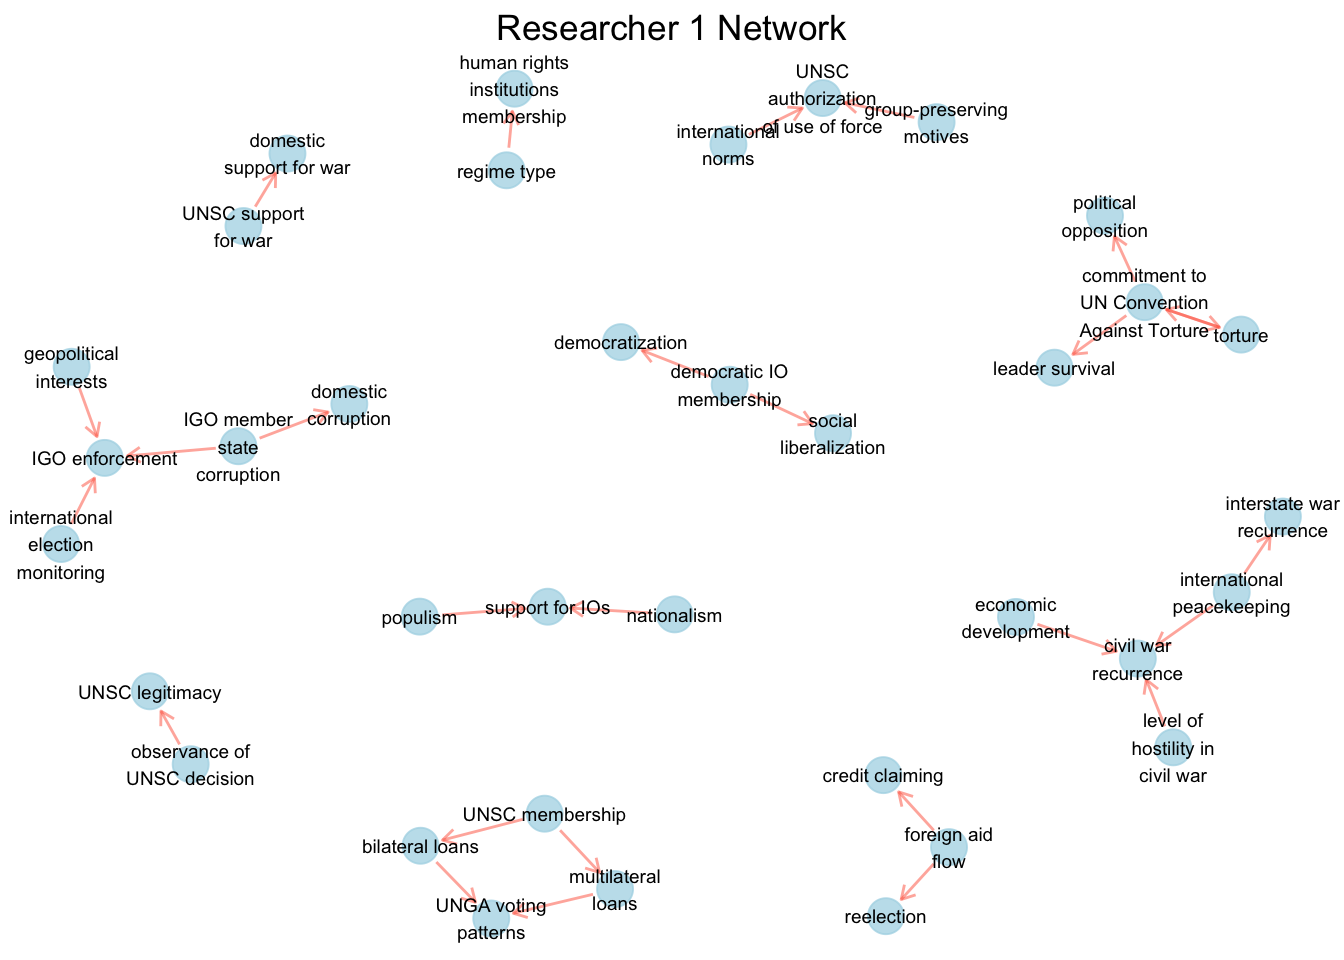 Researcher 1 Network
human rights
institutions
membership
regime type
UNSC
authorization
of use of force
group-preserving
motives
international
norms
domestic
support for war
UNSC support
for war
political
opposition
commitment to
UN Convention
Against Torture
torture
leader survival
geopolitical
interests
domestic
corruption
IGO member
state
corruption
IGO enforcement
international
election
monitoring
democratization
democratic IO
membership
social
liberalization
interstate war
recurrence
international
peacekeeping
economic
development
civil war
recurrence
level of
hostility in
civil war
populism
support for IOs
nationalism
UNSC legitimacy
observance of
UNSC decision
UNSC membership
bilateral loans
multilateral
loans
UNGA voting
patterns
credit claiming
foreign aid
flow
reelection